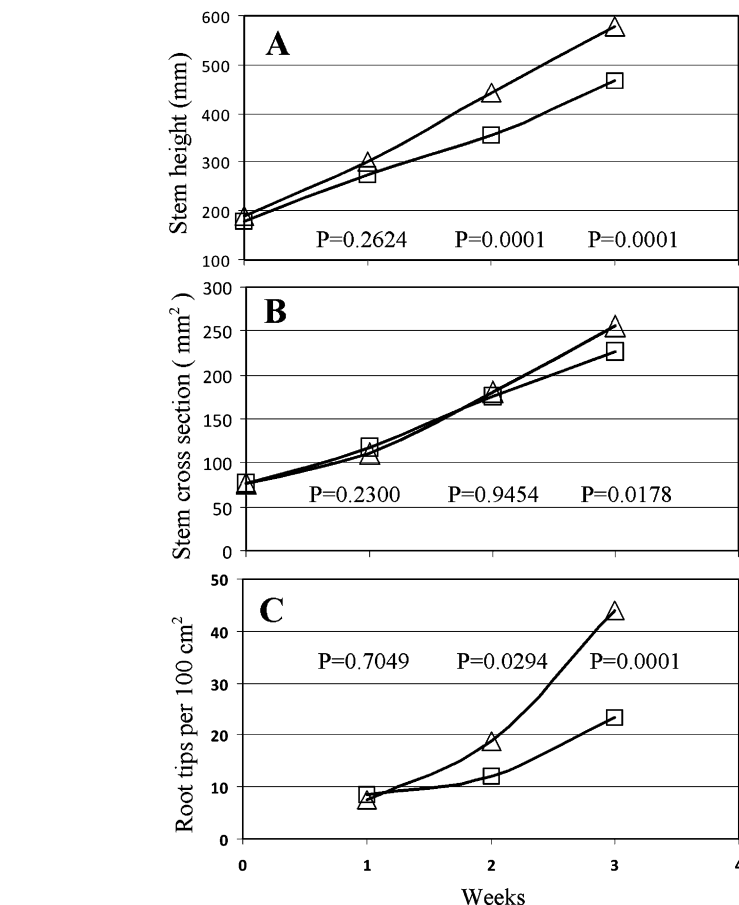 600
A
500
400
300
200
100
Stem height (mm)
P=0.2624 P=0.0001 P=0.0001
300
B
250
200
150
100
50
0
Stem cross section ( mm² )
P=0.2300 P=0.9454 P=0.0178
50
C
40
30
20
10
0
Root tips per 100 cm²
P=0.7049 P=0.0294 P=0.0001
0 1 2 3 4
Weeks